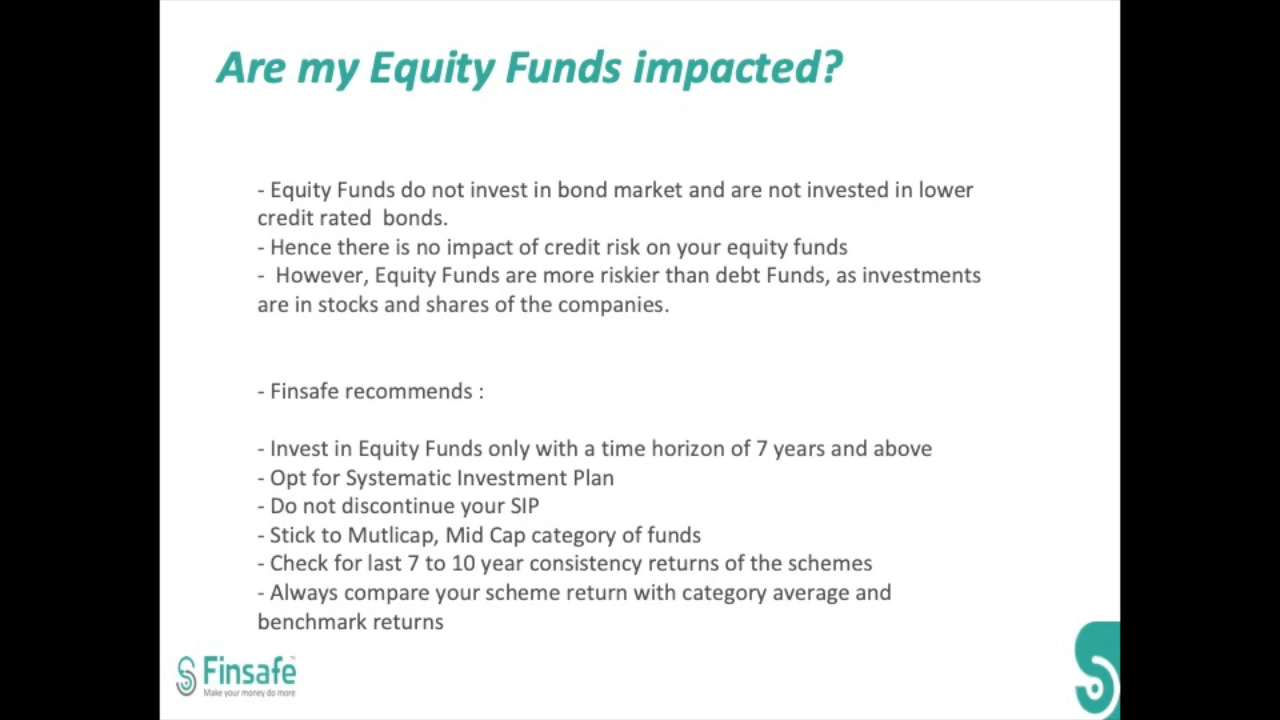 Are my Equity Funds impacted?
- Equity Funds do not invest in bond market and are not invested in lower
credit rated  bonds.
- Hence there is no impact of credit risk on your equity funds
-  However, Equity Funds are more riskier than debt Funds, as investments
are in stocks and shares of the companies.
- Finsafe recommends :
- Invest in Equity Funds only with a time horizon of 7 years and above
- Opt for Systematic Investment Plan
- Do not discontinue your SIP
- Stick to Mutlicap, Mid Cap category of funds
- Check for last 7 to 10 year consistency returns of the schemes
- Always compare your scheme return with category average and
benchmark returns
Finsafe
Make your money do more